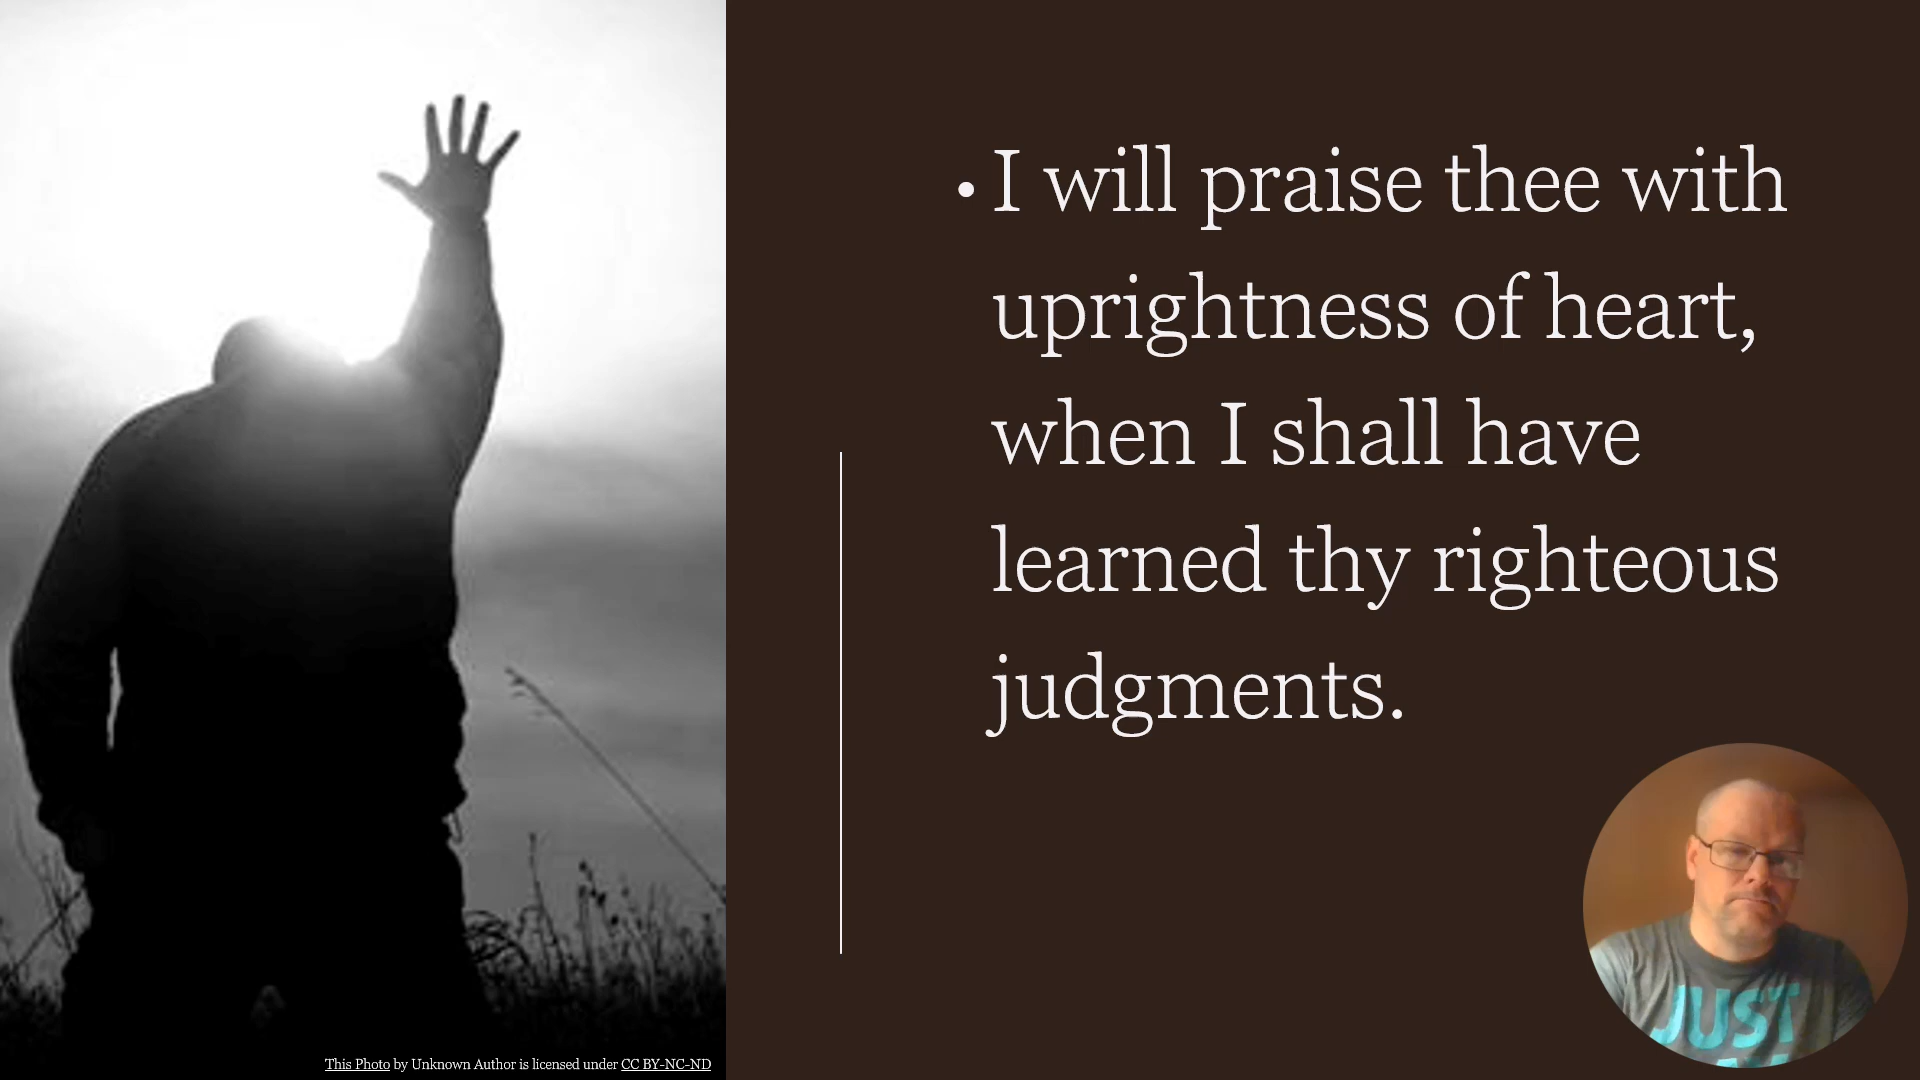 • I will praise thee with
uprightness of heart,
when I shall have
learned thy righteous
judgments.
JUST
This Photo by Unknown Author is licensed under CC BY-NC-ND